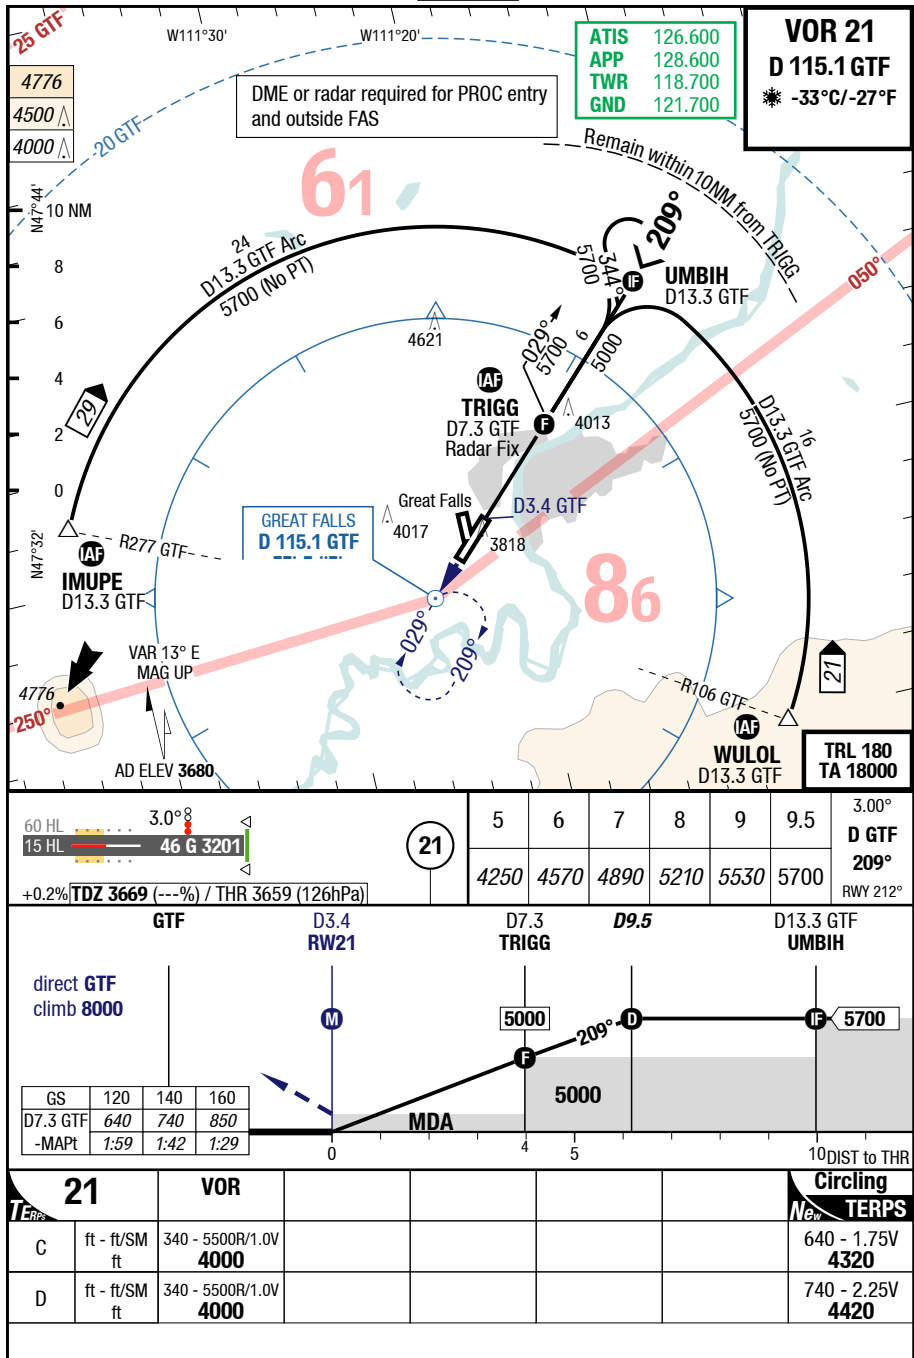 25 GTF
W111°30'
W111°20'
ATIS 126.600
APP 128.600
TWR 118.700
GND 121.700
VOR 21
D 115.1 GTF
-33°C/-27°F
4776
4500
4000
DME or radar required for PROC entry
and outside FAS
20 GTF
Remain within 10NM from TRIGG
61
N47°44'
10 NM
8
6
4
2
0
N47°32'
24
D13.3 GTF Arc
5700 (No PT)
209°
5700
344°
IF
UMBIH
D13.3 GTF
050°
4621
029°
5700
6
5000
IAF
TRIGG
D7.3 GTF
Radar Fix
F
4013
29
16
D13.3 GTF Arc
5700 (No PT)
Great Falls
D3.4 GTF
GREAT FALLS
D 115.1 GTF
4017
3818
R277 GTF
IAF
IMUPE
D13.3 GTF
86
029°
209°
VAR 13° E
MAG UP
4776
250°
AD ELEV 3680
21
R106 GTF
IAF
WULOL
D13.3 GTF
TRL 180
TA 18000
60 HL
15 HL
3.0°
46 G 3201
+0.2% TDZ 3669 (---%) / THR 3659 (126hPa)
21
5 6 7 8 9 9.5
4250 4570 4890 5210 5530 5700
3.00°
D GTF
209°
RWY 212°
GTF
D3.4
RW21
D7.3
TRIGG
D9.5
D13.3 GTF
UMBIH
direct GTF
climb 8000
M
5000
209°
D
IF
5700
F
5000
MDA
GS 120 140 160
D7.3 GTF 640 740 850
-MAPt 1:59 1:42 1:29
0 4 5 10 DIST to THR
TERPS 21 VOR
Circling
New TERPS
C ft - ft/SM 340 - 5500R/1.0V 640 - 1.75V
ft 4000 4320
D ft - ft/SM 340 - 5500R/1.0V 740 - 2.25V
ft 4000 4420